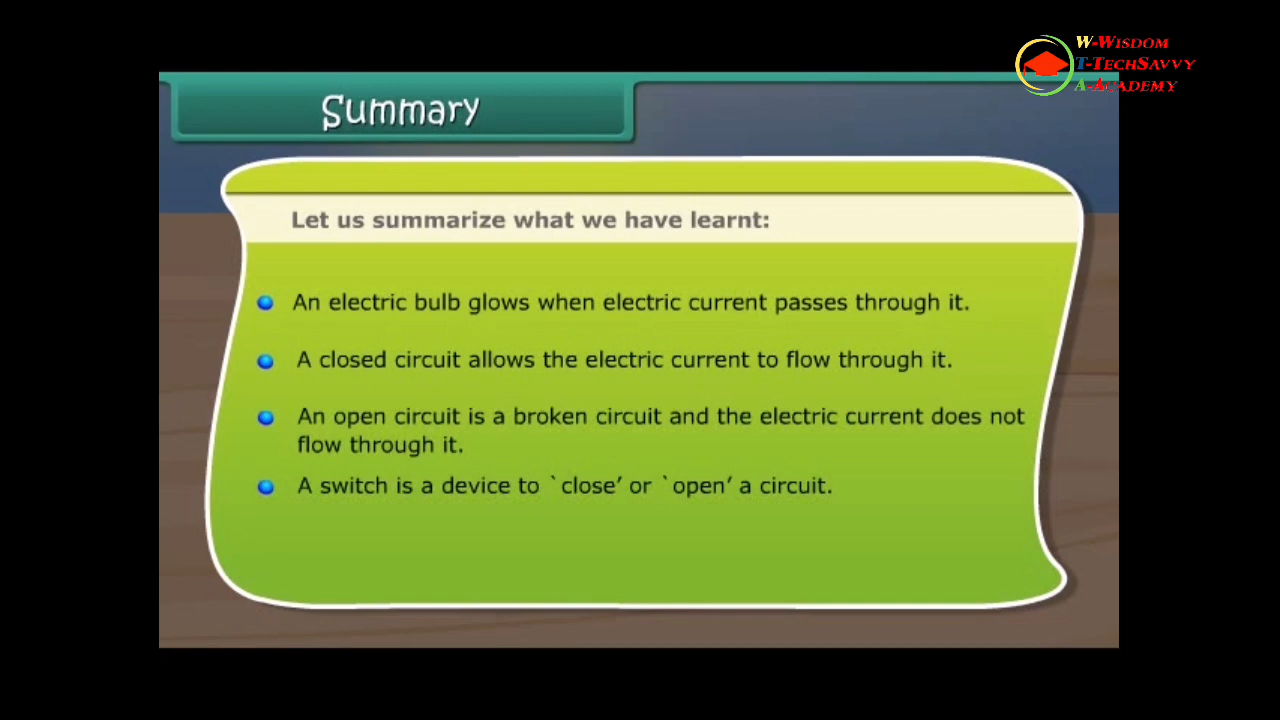 W-Wisdom
T-TechSavvy
A-Academy
Summary
Let us summarize what we have learnt:
An electric bulb glows when electric current passes through it.
A closed circuit allows the electric current to flow through it.
An open circuit is a broken circuit and the electric current does not
flow through it.
A switch is a device to `close’ or `open’ a circuit.